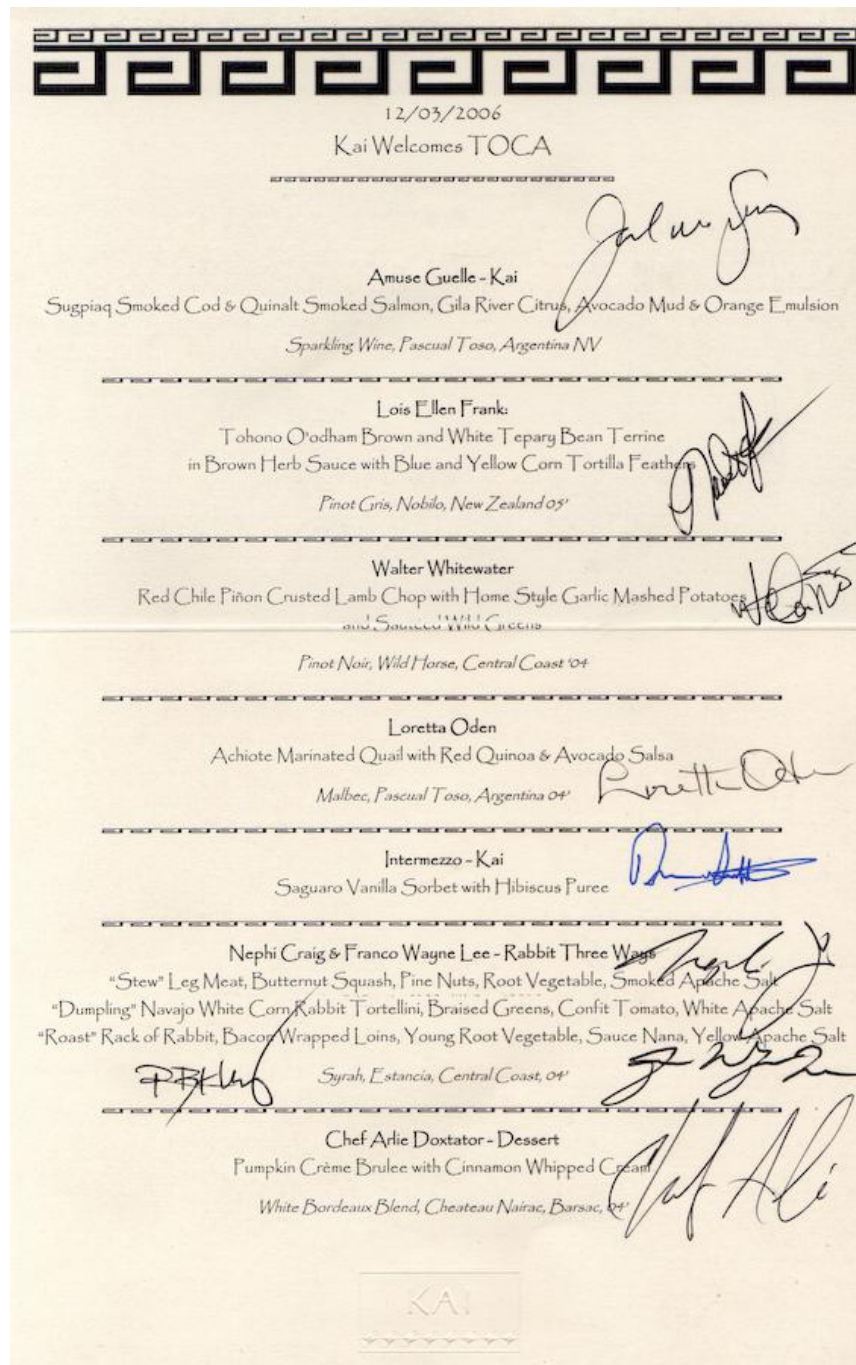 12/03/2006
Kai Welcomes TOCA
Amuse Guelle - Kai
Sugpiaq Smoked Cod & Quinalt Smoked Salmon, Gila River Citrus, Avocado Mud & Orange Emulsion
Sparkling Wine, Pascual Toso, Argentina NV
Lois Ellen Frank:
Tohono O'odham Brown and White Tepary Bean Terrine
in Brown Herb Sauce with Blue and Yellow Corn Tortilla Feathers
Pinot Gris, Nobilo, New Zealand 05'
Walter Whitewater
Red Chile Piñon Crusted Lamb Chop with Home Style Garlic Mashed Potatoes
and Sauteed Wild Greens
Pinot Noir, Wild Horse, Central Coast '04
Loretta Oden
Achiote Marinated Quail with Red Quinoa & Avocado Salsa
Malbec, Pascual Toso, Argentina 04'
Loretta Oden
Intermezzo - Kai
Saguaro Vanilla Sorbet with Hibiscus Puree
Nephi Craig & Franco Wayne Lee - Rabbit Three Ways
"Stew" Leg Meat, Butternut Squash, Pine Nuts, Root Vegetable, Smoked Apache Salt
"Dumpling" Navajo White Corn Rabbit Tortellini, Braised Greens, Confit Tomato, White Apache Salt
"Roast" Rack of Rabbit, Bacon Wrapped Loins, Young Root Vegetable, Sauce Nana, Yellow Apache Salt
Syrah, Estancia, Central Coast, 04'
Chef Arlie Doxtator - Dessert
Pumpkin Crème Brulee with Cinnamon Whipped Cream
White Bordeaux Blend, Cheateau Nairac, Barsac, 04'
KAI